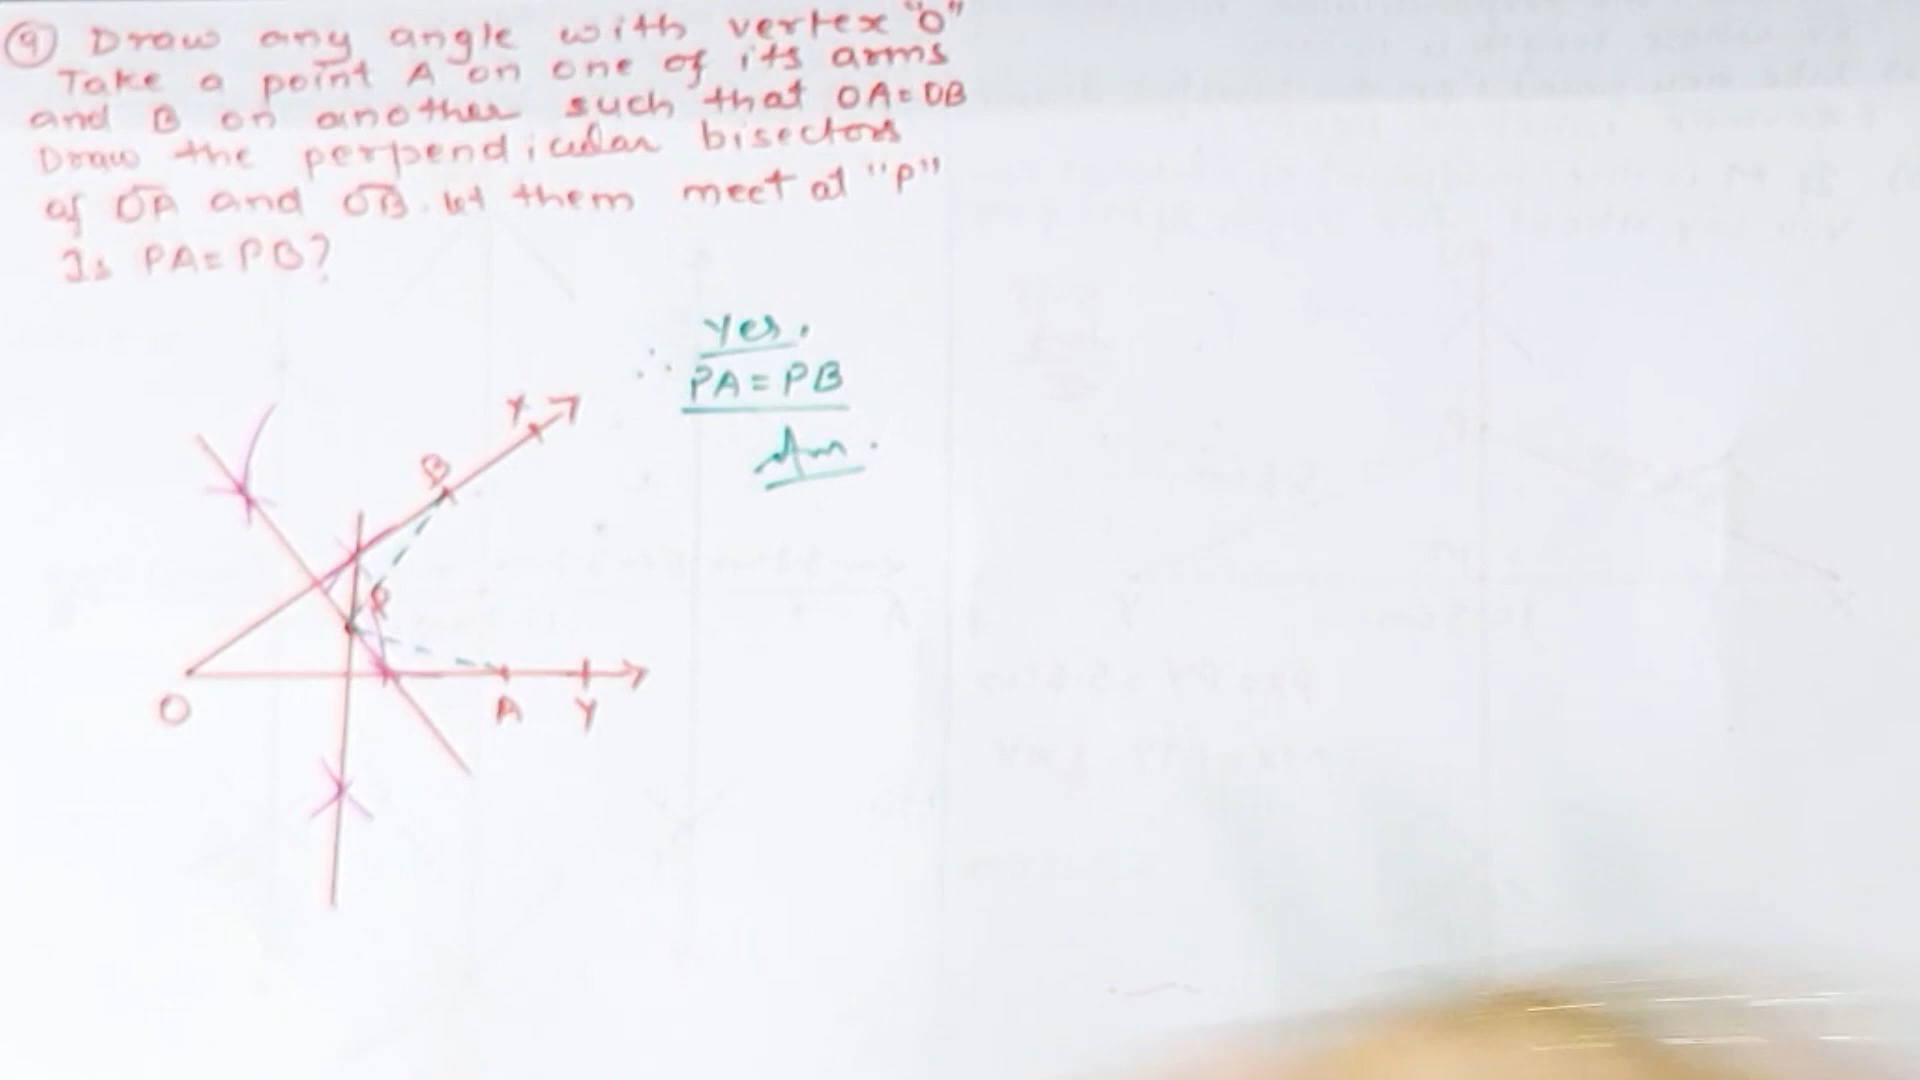 9 Draw any angle with vertex "O"
Take a point A on one of its arms
and B on another such that OA=OB
Draw the perpendicular bisectors
of OA and OB. let them meet at "P"
Is PA=PB?
Yes.
∴ PA=PB
Ans.
Y
B
P
O
A
Y